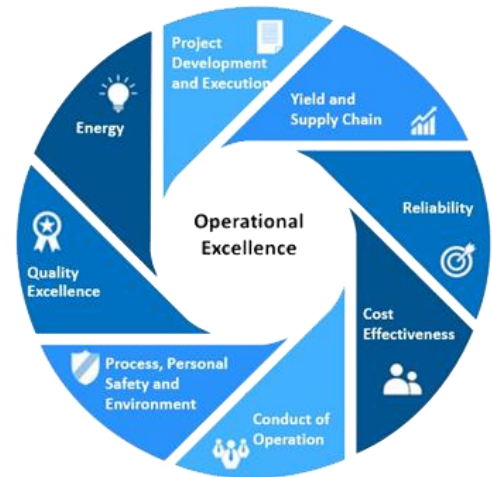 Project
Development
and Execution
Yield and
Supply Chain
Reliability
Cost
Effectiveness
Conduct of
Operation
Process, Personal
Safety and
Environment
Quality
Excellence
Energy
Operational
Excellence